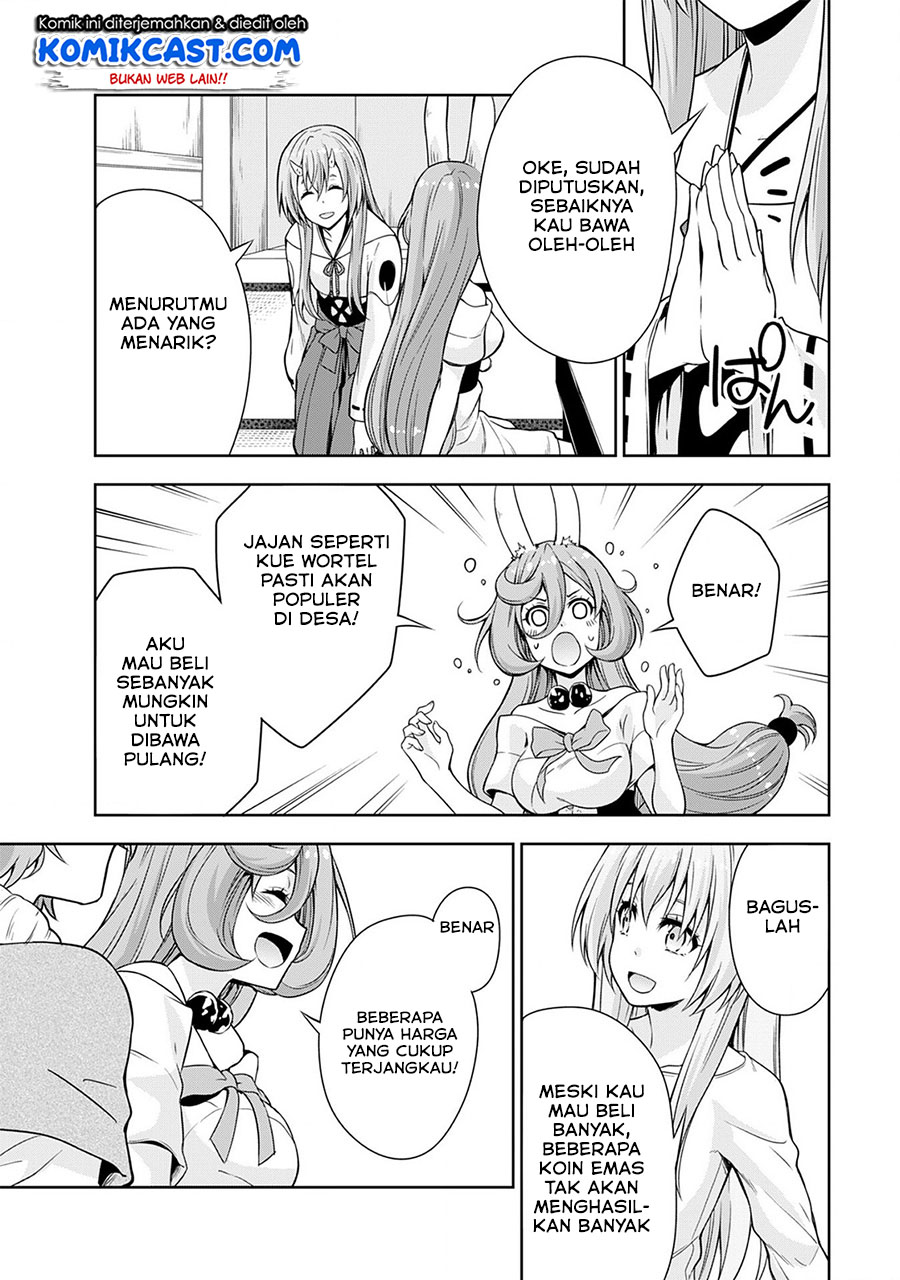 Komik ini diterjemahkan & diedit oleh
KOMIKCAST.COM
BUKAN WEB LAIN!!
OKE, SUDAH
DIPUTUSKAN,
SEBAIKNYA
KAU BAWA
OLEH-OLEH
ぱん
MENURUTMU
ADA YANG
MENARIK?
BENAR!
JAJAN SEPERTI
KUE WORTEL
PASTI AKAN
POPULER
DI DESA!
AKU
MAU BELI
SEBANYAK
MUNGKIN
UNTUK
DIBAWA
PULANG!
BAGUS-
LAH
MESKI KAU
MAU BELI
BANYAK,
BEBERAPA
KOIN EMAS
TAK AKAN
MENGHASIL-
KAN BANYAK
BENAR
BEBERAPA
PUNYA HARGA
YANG CUKUP
TERJANGKAU!